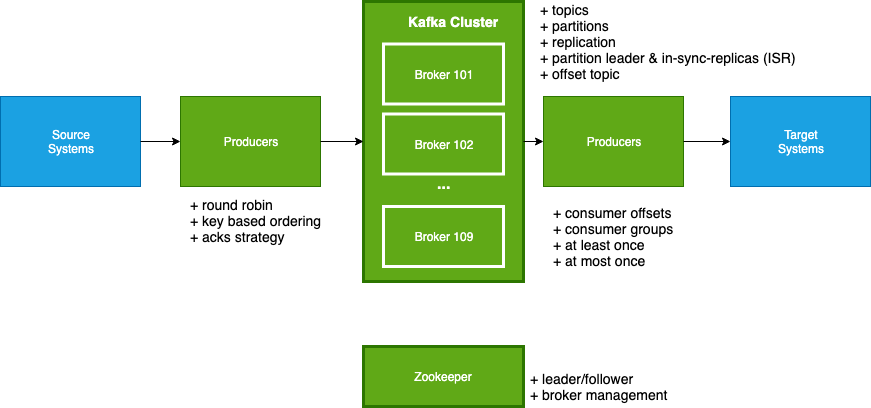 Kafka Cluster
+ topics
+ partitions
+ replication
+ partition leader & in-sync-replicas (ISR)
+ offset topic
Broker 101
Source
Systems
Producers
Broker 102
Producers
Target
Systems
...
+ round robin
+ key based ordering
+ acks strategy
Broker 109
+ consumer offsets
+ consumer groups
+ at least once
+ at most once
Zookeeper
+ leader/follower
+ broker management